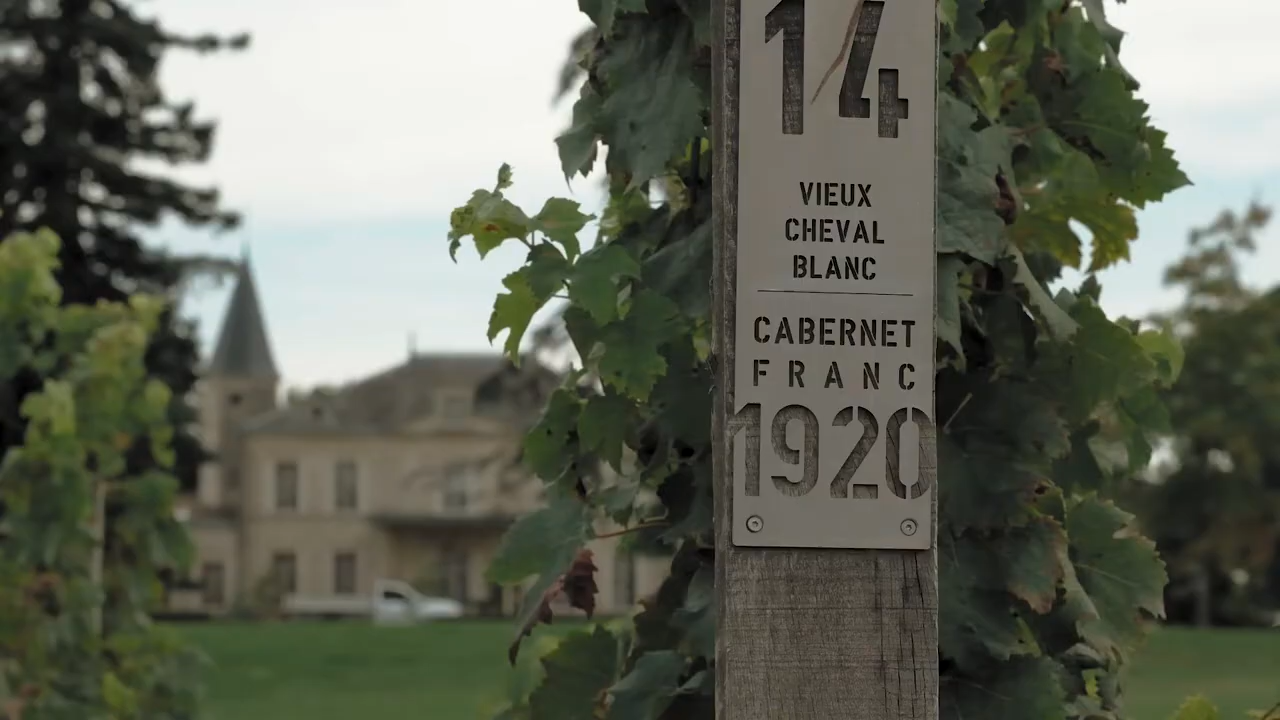 14
VIEUX
CHEVAL
BLANC
CABERNET
FRANC
1920